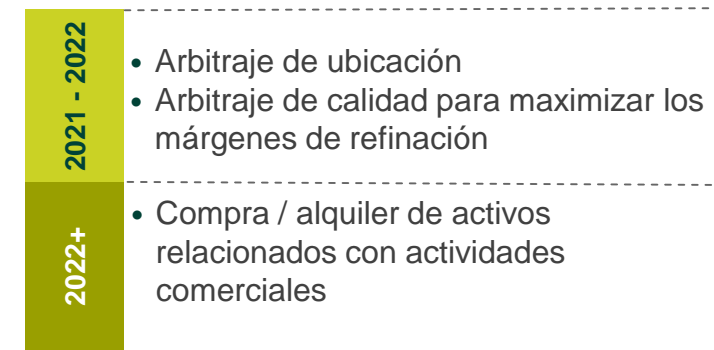 2021 - 2022
• Arbitraje de ubicación
• Arbitraje de calidad para maximizar los
márgenes de refinación
2022+
• Compra / alquiler de activos
relacionados con actividades
comerciales